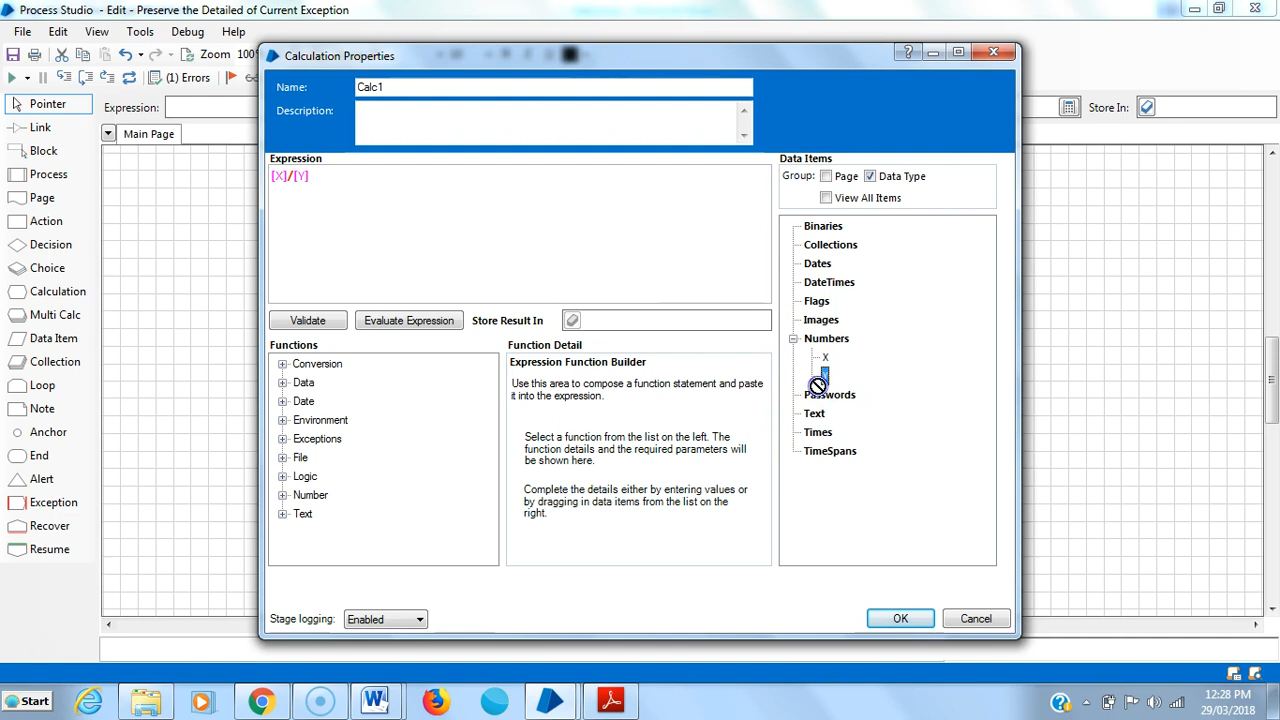 Process Studio - Edit - Preserve the Detailed of Current Exception
File Edit View Tools Debug Help
Zoom
(1) Errors
Calculation Properties
?
Name: Calc1
Description:
Pointer
Link
Block
Process
Page
Action
Decision
Choice
Calculation
Multi Calc
Data Item
Collection
Loop
Note
Anchor
End
Alert
Exception
Recover
Resume
Expression:
Store In:
Main Page
Expression
[X]/[Y]
Validate
Evaluate Expression
Store Result In
Functions
Conversion
Data
Date
Environment
Exceptions
File
Logic
Number
Text
Function Detail
Expression Function Builder
Use this area to compose a function statement and paste
it into the expression.
Select a function from the list on the left. The
function details and the required parameters will
be shown here.
Complete the details either by entering values or
by dragging in data items from the list on the
right.
Data Items
Group: Page Data Type
View All Items
Binaries
Collections
Dates
DateTimes
Flags
Images
Numbers
X
Passwords
Text
Times
TimeSpans
Stage logging: Enabled
OK
Cancel
Start
12:28 PM
29/03/2018